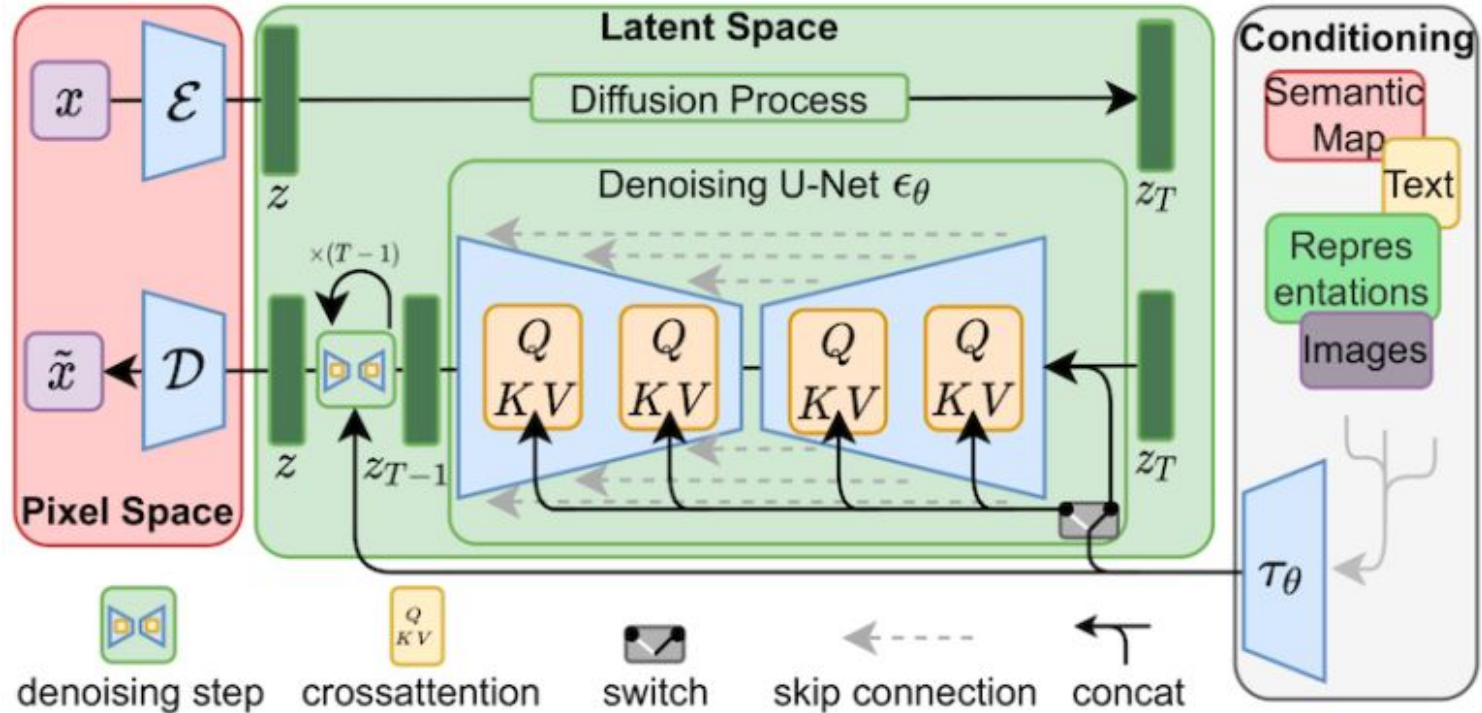 Latent Space
Conditioning
x
ℰ
z
Diffusion Process
z_T
Semantic
Map
Text
Repres
entations
Images
Denoising U-Net ϵ_θ
×(T − 1)
x̃
𝒟
z
z_{T−1}
Q
K V
Q
K V
Q
K V
Q
K V
z_T
Pixel Space
τ_θ
Q
K V
denoising step
crossattention
switch
skip connection
concat